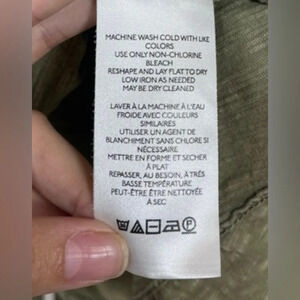 MACHINE WASH COLD WITH LIKE
COLORS
USE ONLY NON-CHLORINE
BLEACH
RESHAPE AND LAY FLAT TO DRY
LOW IRON AS NEEDED
MAY BE DRY CLEANED
LAVER À LA MACHINE À L'EAU
FROIDE AVEC COULEURS
SIMILAIRES
UTILISER UN AGENT DE
BLANCHIMENT SANS CHLORE SI
NÉCESSAIRE
METTRE EN FORME ET SECHER
À PLAT
REPASSER, AU BESOIN, À TRÈS
BASSE TEMPÉRATURE
PEUT-ÊTRE ÊTRE NETTOYÉE
À SEC
P